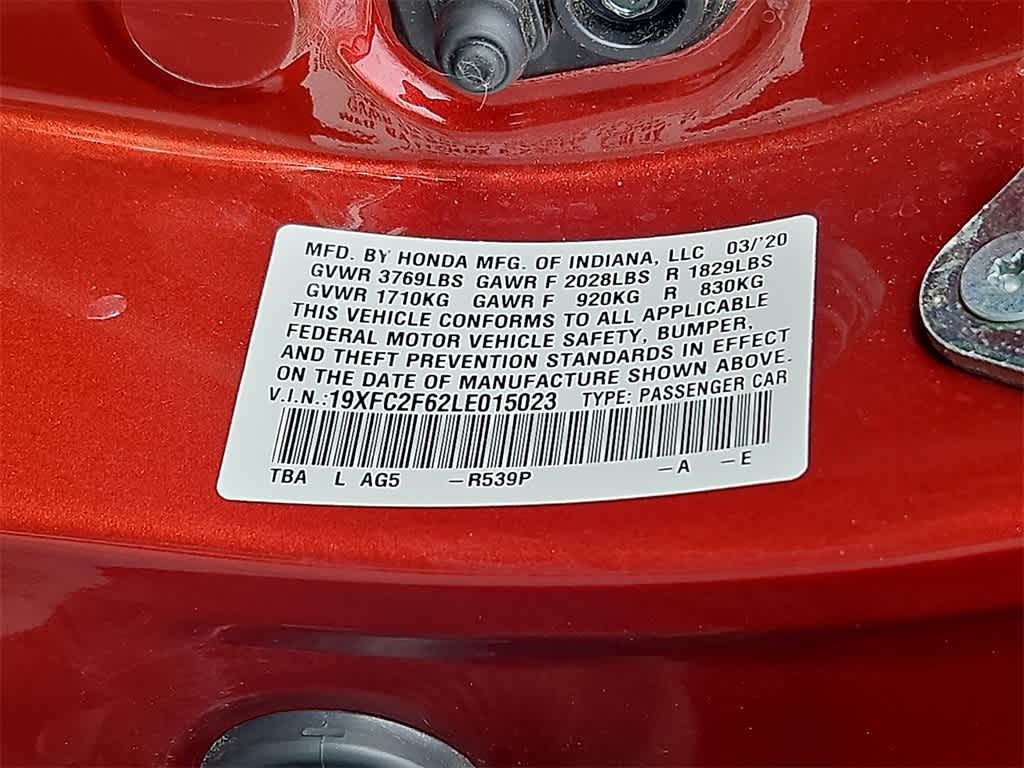 MFD. BY HONDA MFG. OF INDIANA, LLC 03/'20
GVWR 3769LBS GAWR F 2028LBS R 1829LBS
GVWR 1710KG GAWR F 920KG R 830KG
THIS VEHICLE CONFORMS TO ALL APPLICABLE
FEDERAL MOTOR VEHICLE SAFETY, BUMPER,
AND THEFT PREVENTION STANDARDS IN EFFECT
ON THE DATE OF MANUFACTURE SHOWN ABOVE.
V.I.N.:19XFC2F62LE015023 TYPE: PASSENGER CAR
TBA L AG5 –R539P –A –E